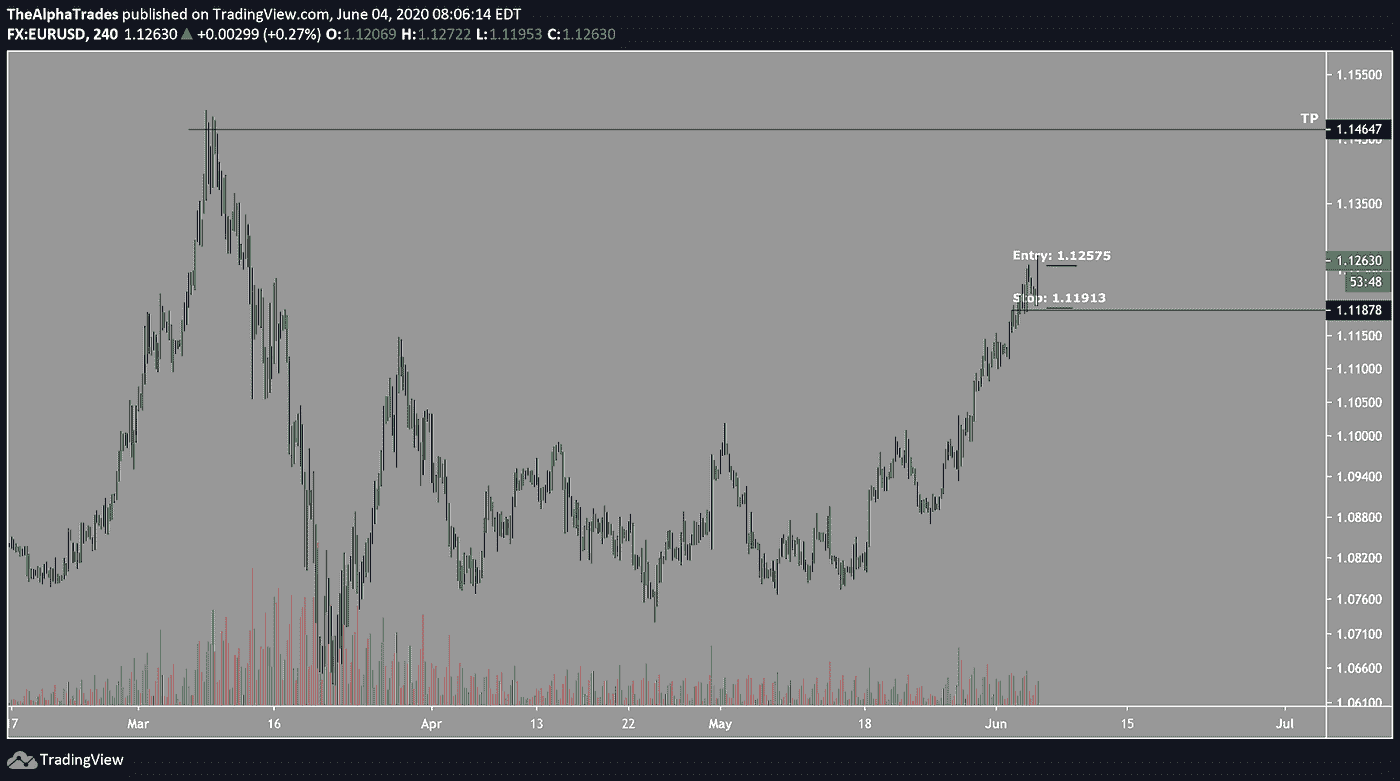 TheAlphaTrades published on TradingView.com, June 04, 2020 08:06:14 EDT
FX:EURUSD, 240 1.12630 ▲ +0.00299 (+0.27%) O:1.12069 H:1.12722 L:1.11953 C:1.12630
1.15500
TP
1.14647
1.14500
1.13500
Entry: 1.12575
1.12630
53:48
Stop: 1.11913
1.11878
1.11500
1.11000
1.10500
1.10000
1.09400
1.08800
1.08200
1.07600
1.07100
1.06600
1.06100
17 Mar 16 Apr 13 22 May 18 Jun 15 Jul
TradingView